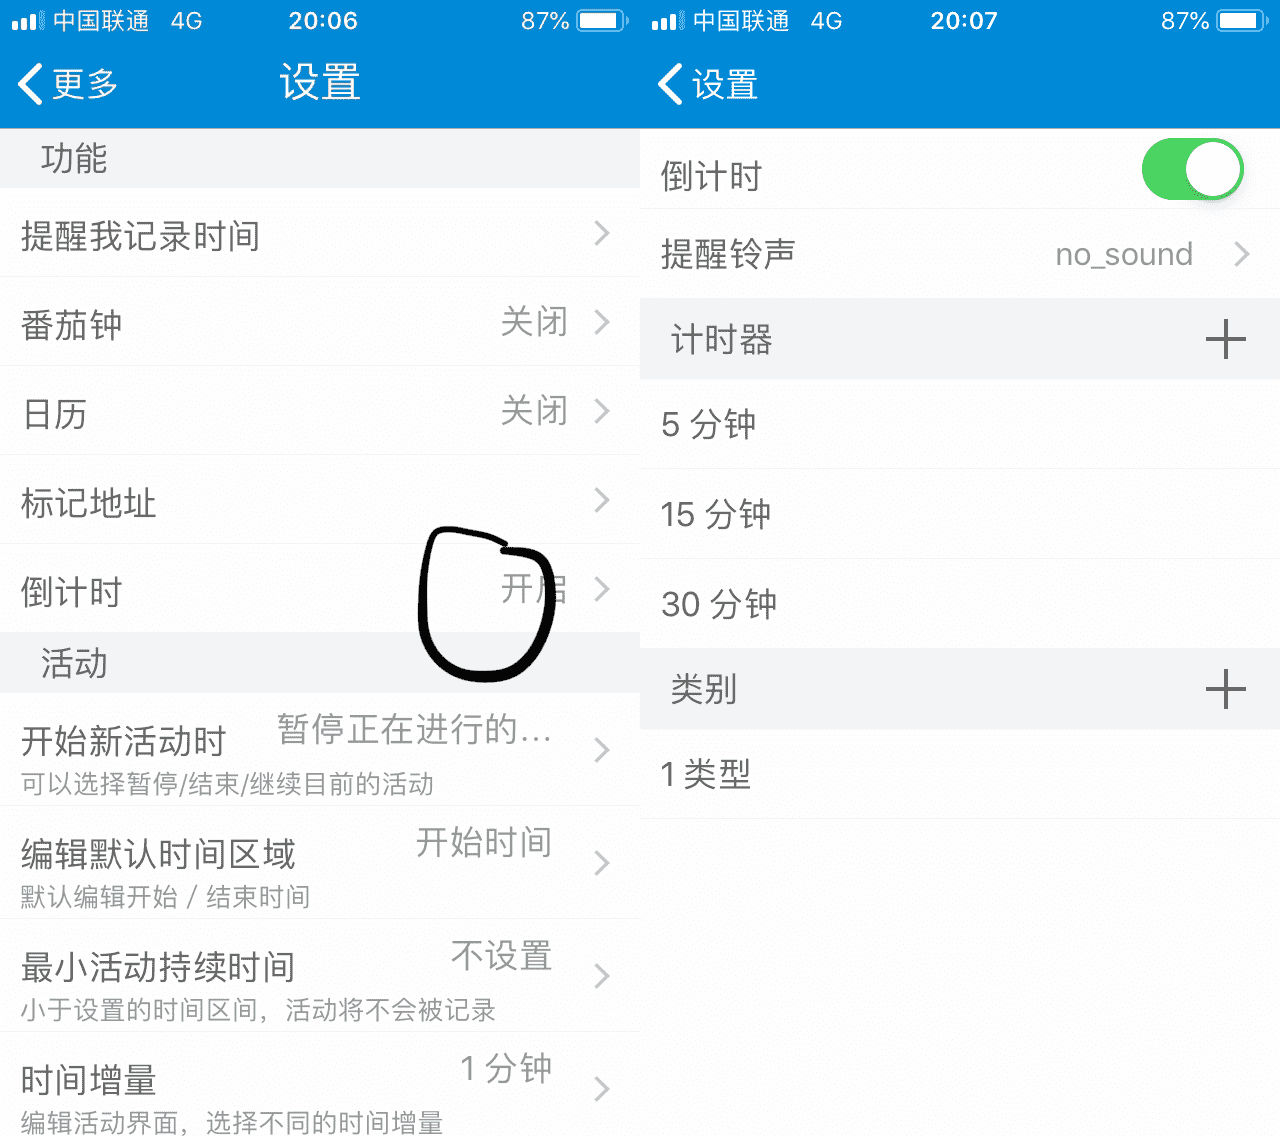 中国联通 4G 20:06 87%
更多 设置
功能
提醒我记录时间
番茄钟 关闭
日历 关闭
标记地址
倒计时 开启
活动
开始新活动时 暂停正在进行的...
可以选择暂停/结束/继续目前的活动
编辑默认时间区域 开始时间
默认编辑开始 / 结束时间
最小活动持续时间 不设置
小于设置的时间区间，活动将不会被记录
时间增量 1 分钟
编辑活动界面，选择不同的时间增量
中国联通 4G 20:07 87%
设置
倒计时
提醒铃声 no_sound
计时器
5 分钟
15 分钟
30 分钟
类别
1 类型